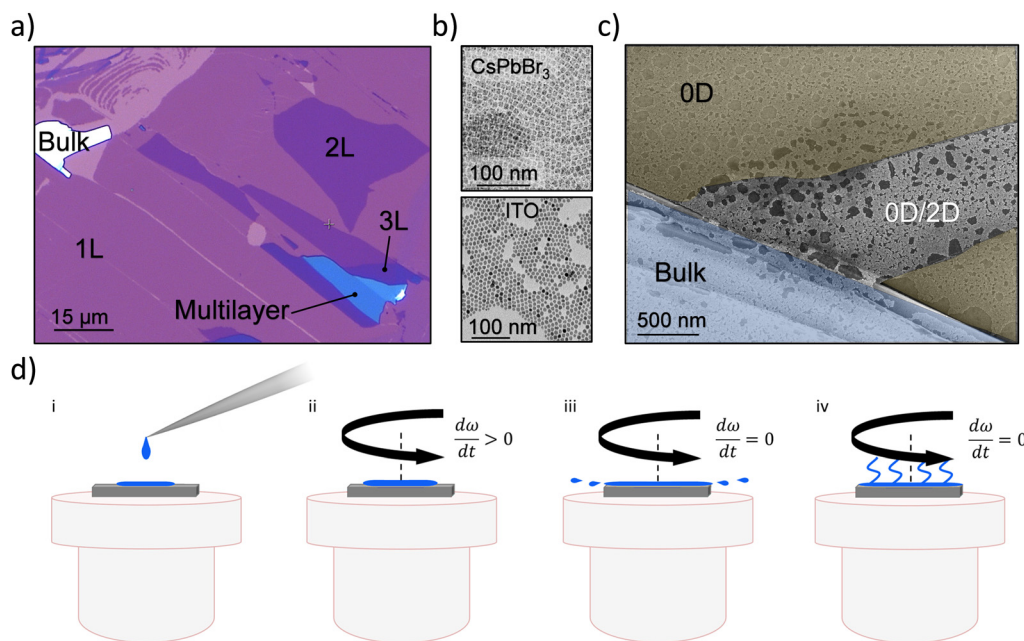 a)
Bulk
2L
3L
1L
Multilayer
15 µm
b)
CsPbBr₃
100 nm
ITO
100 nm
c)
0D
0D/2D
Bulk
500 nm
d)
i
ii
dω/dt > 0
iii
dω/dt = 0
iv
dω/dt = 0